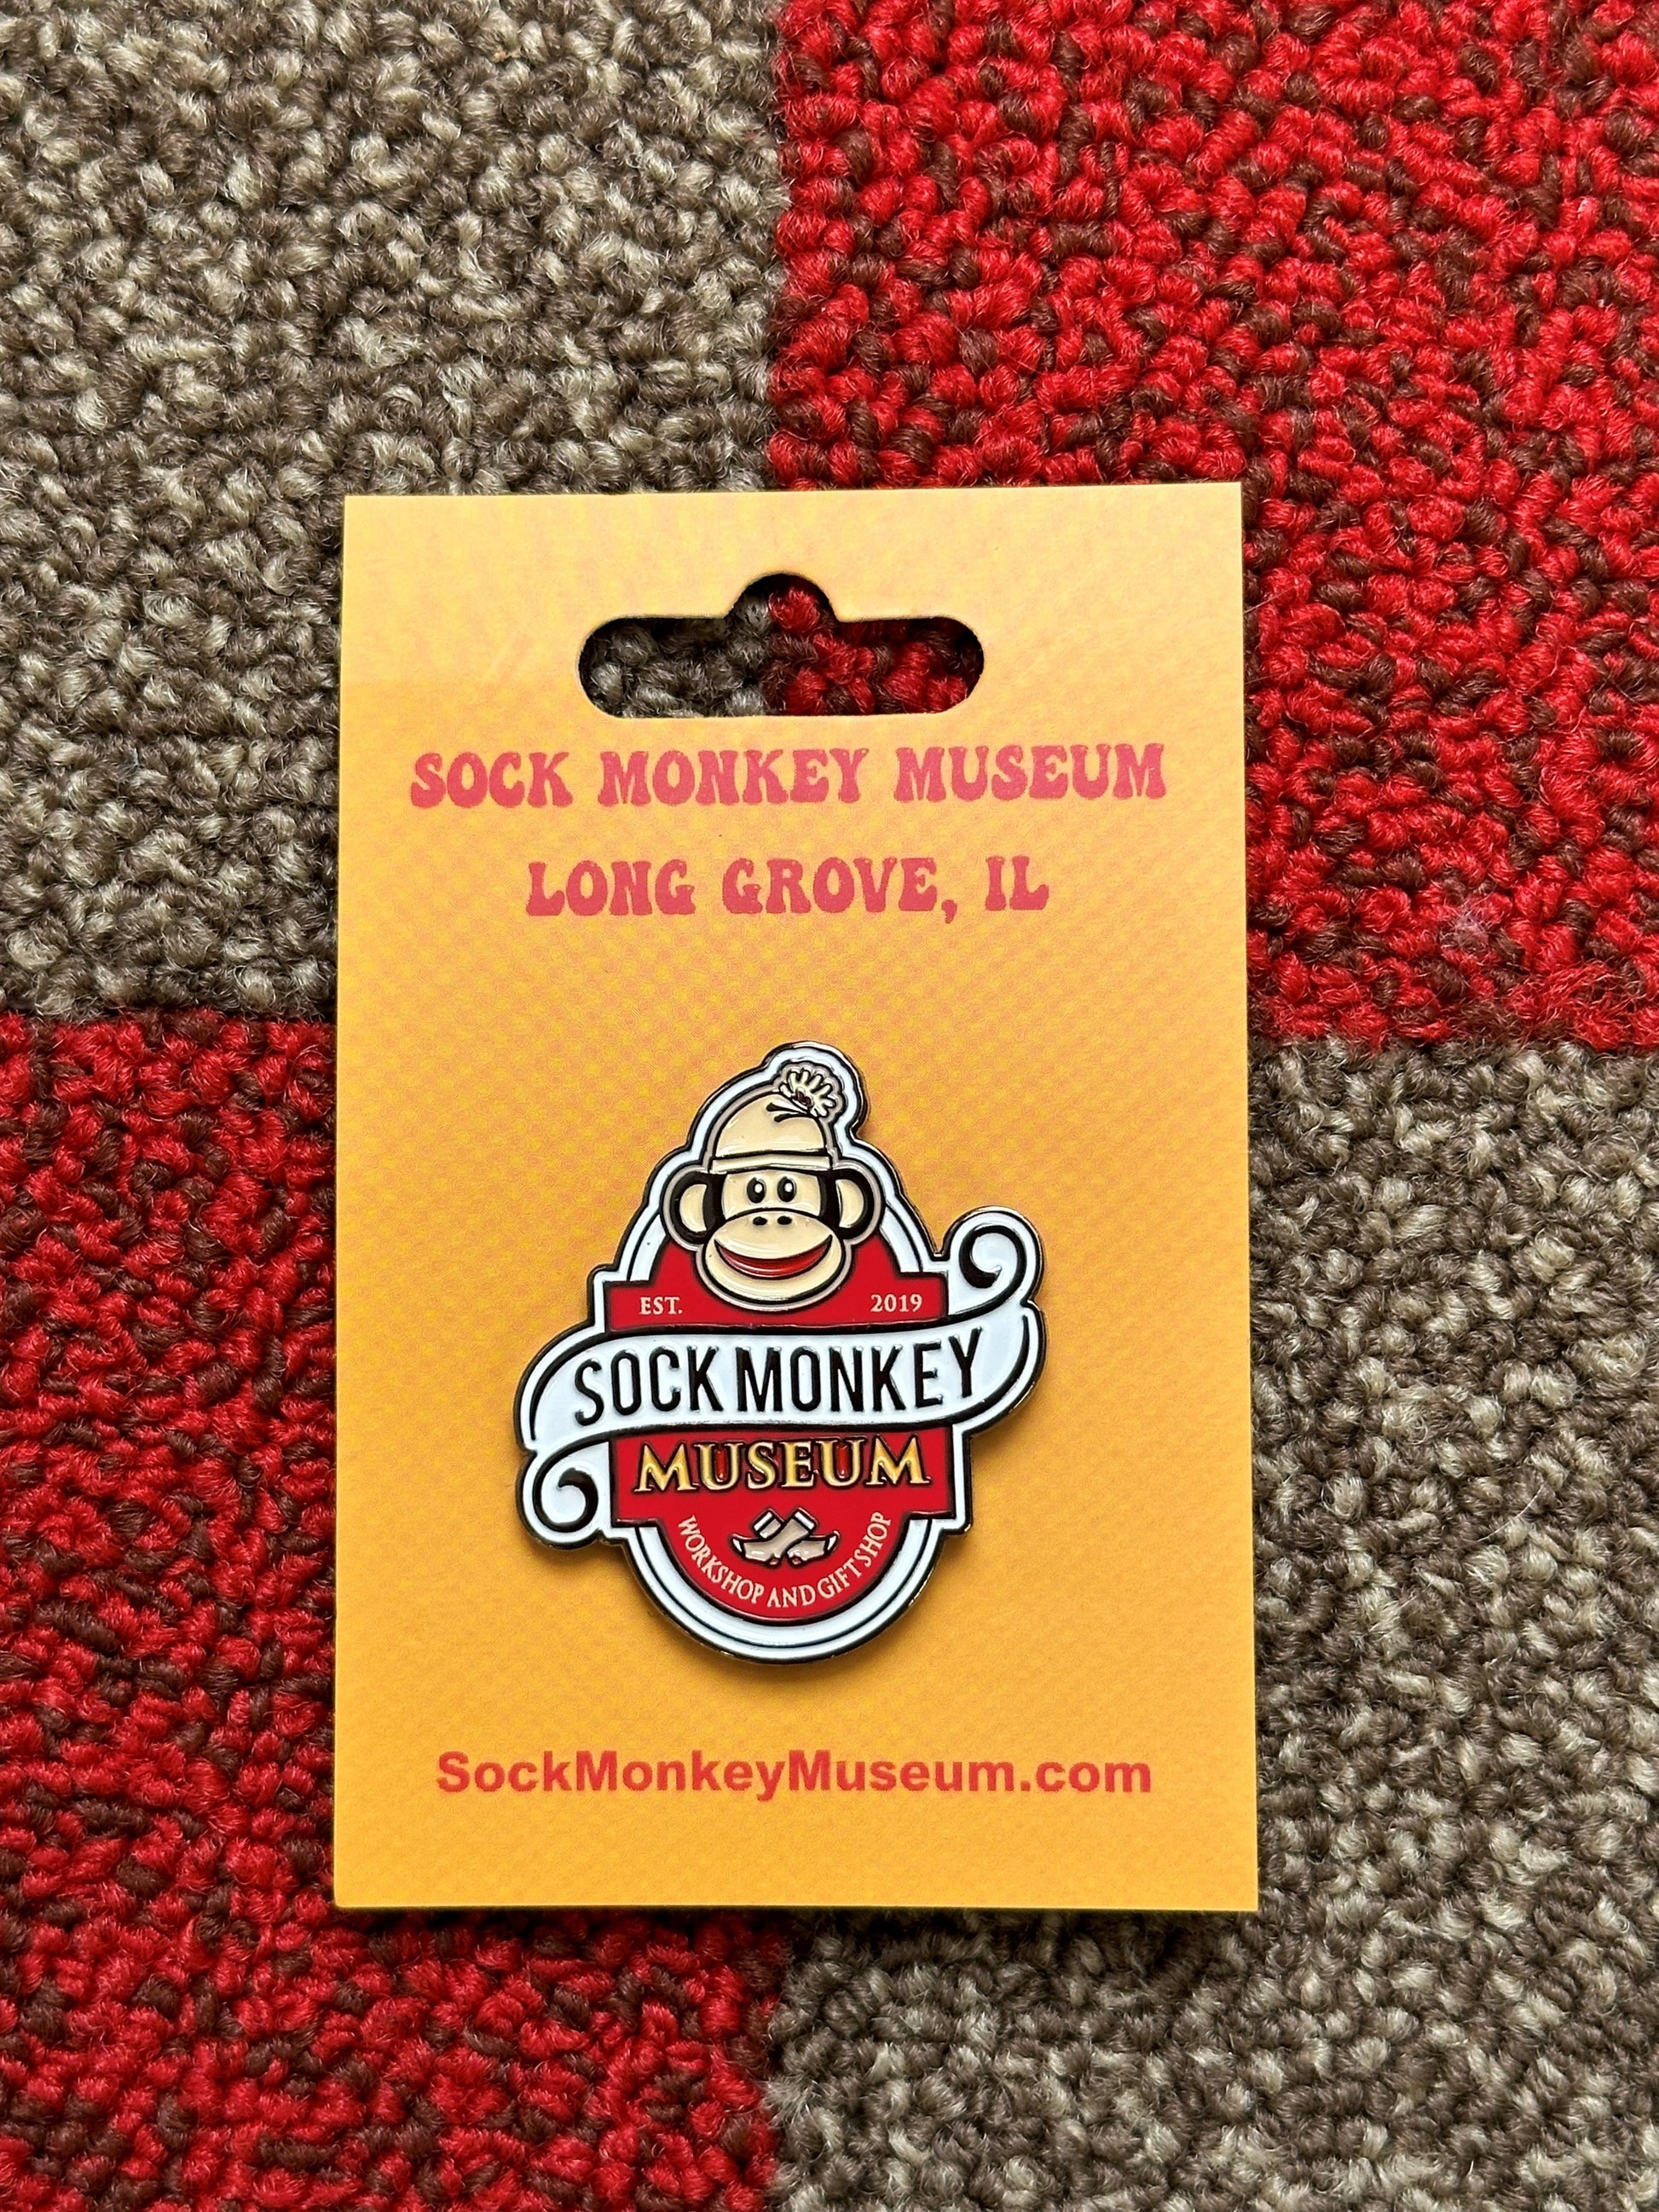 SOCK MONKEY MUSEUM
LONG GROVE, IL
EST. 2019
SOCK MONKEY
MUSEUM
WORKSHOP AND GIFT SHOP
SockMonkeyMuseum.com